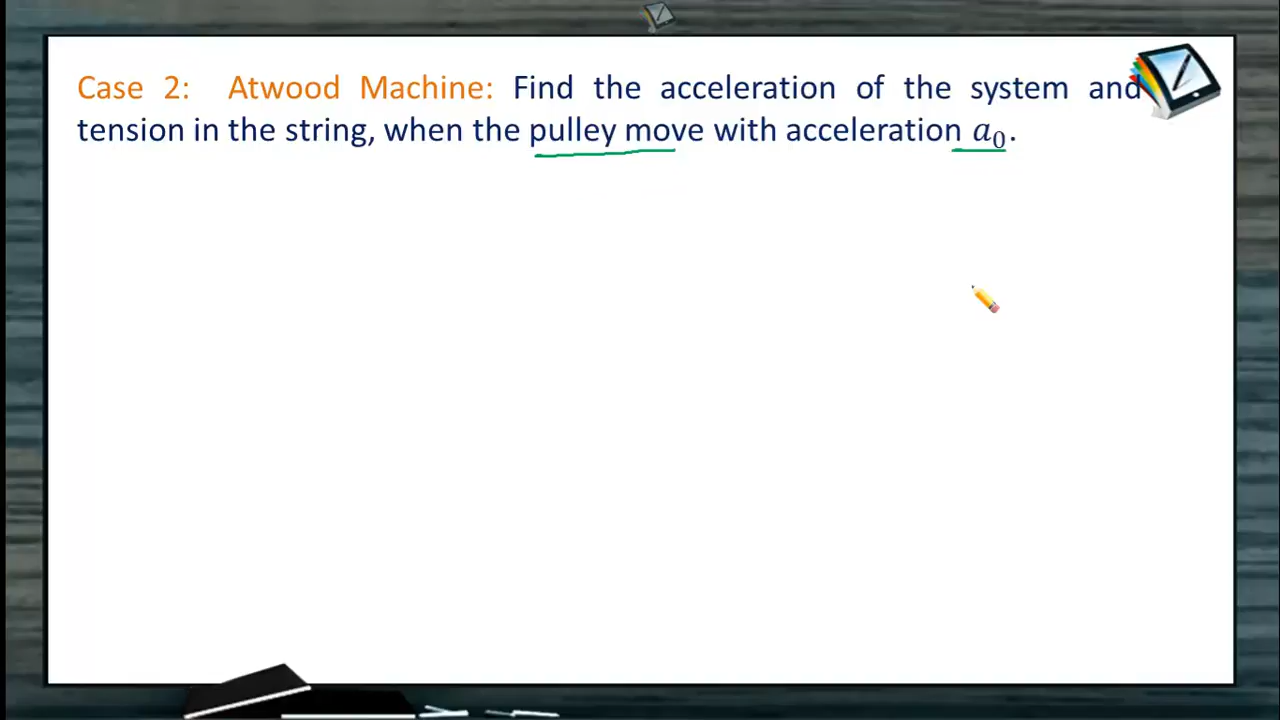 Case 2: Atwood Machine: Find the acceleration of the system and
tension in the string, when the pulley move with acceleration a₀.